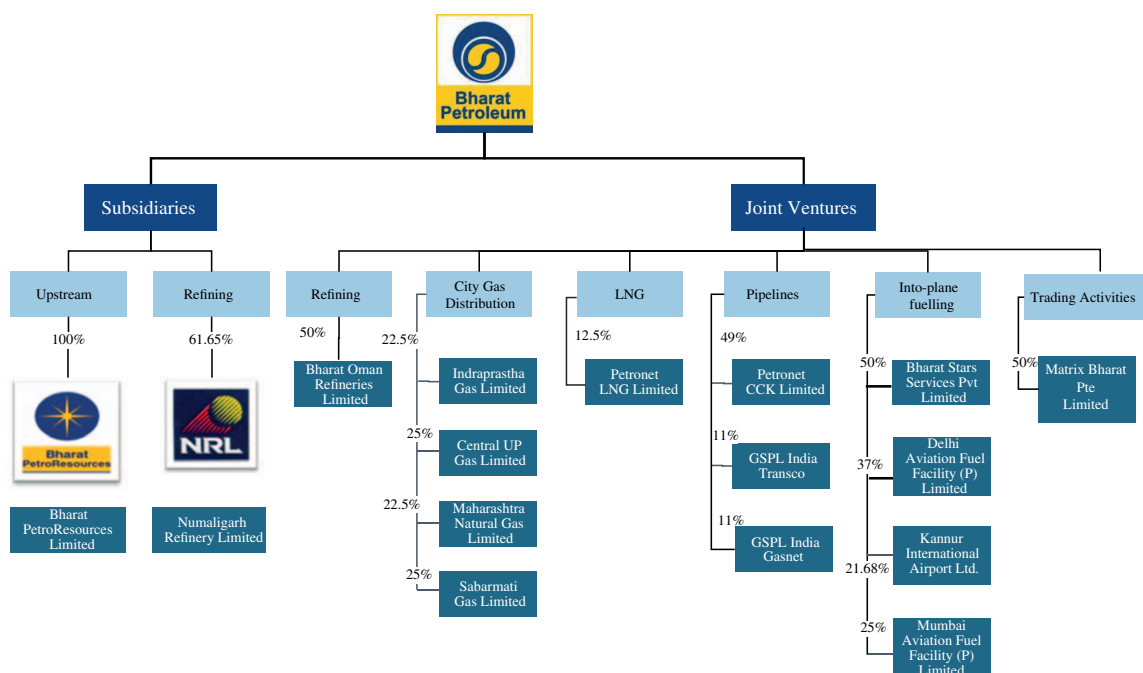 Bharat
Petroleum
Subsidiaries
Joint Ventures
Upstream
Refining
Refining
City Gas
Distribution
LNG
Pipelines
Into-plane
fuelling
Trading Activities
100%
Bharat
PetroResources
Bharat
PetroResources
Limited
61.65%
NRL
Numaligarh
Refinery Limited
50%
Bharat Oman
Refineries
Limited
22.5%
Indraprastha
Gas Limited
25%
Central UP
Gas Limited
22.5%
Maharashtra
Natural Gas
Limited
25%
Sabarmati
Gas Limited
12.5%
Petronet
LNG Limited
49%
Petronet
CCK Limited
11%
GSPL India
Transco
11%
GSPL India
Gasnet
50%
Bharat Stars
Services Pvt
Limited
37%
Delhi
Aviation Fuel
Facility (P)
Limited
21.68%
Kannur
International
Airport Ltd.
25%
Mumbai
Aviation Fuel
Facility (P)
Limited
50%
Matrix Bharat
Pte
Limited